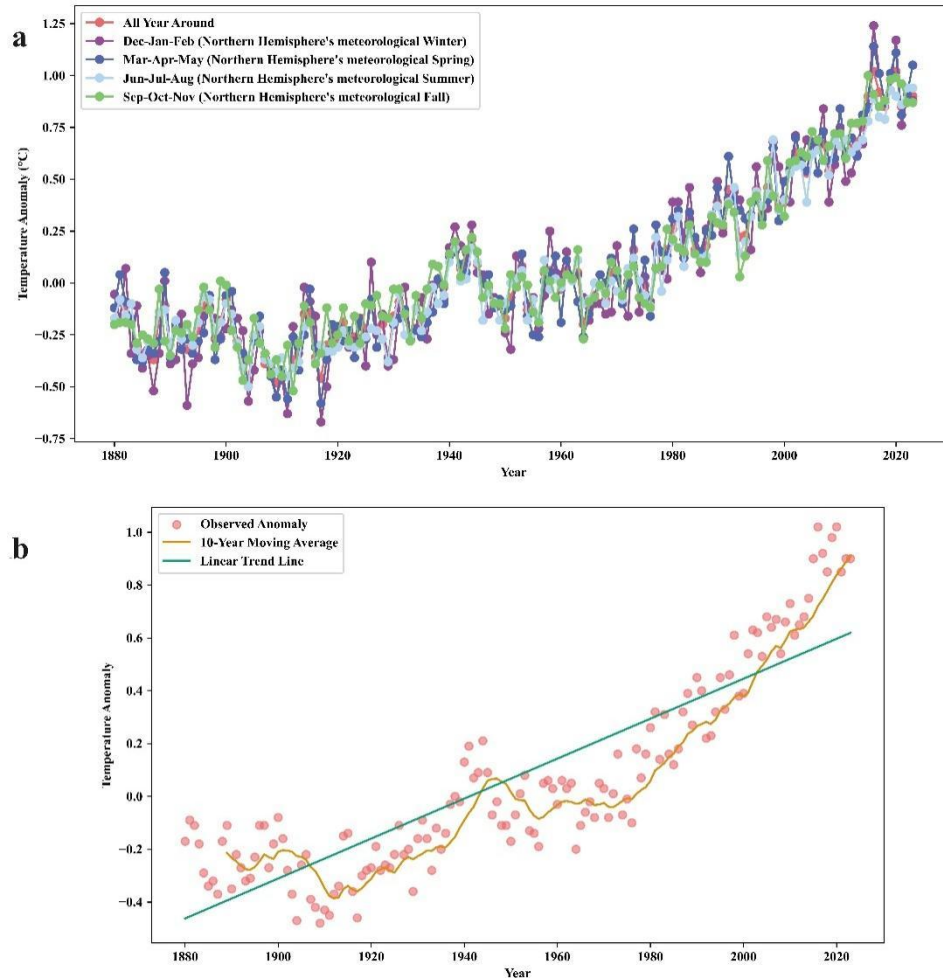 a
All Year Around
Dec-Jan-Feb (Northern Hemisphere's meteorological Winter)
Mar-Apr-May (Northern Hemisphere's meteorological Spring)
Jun-Jul-Aug (Northern Hemisphere's meteorological Summer)
Sep-Oct-Nov (Northern Hemisphere's meteorological Fall)
Temperature Anomaly (°C)
1.25
1.00
0.75
0.50
0.25
0.00
−0.25
−0.50
−0.75
1880
1900
1920
1940
1960
1980
2000
2020
Year
b
Observed Anomaly
10-Year Moving Average
Linear Trend Line
Temperature Anomaly
1.0
0.8
0.6
0.4
0.2
0.0
−0.2
−0.4
1880
1900
1920
1940
1960
1980
2000
2020
Year